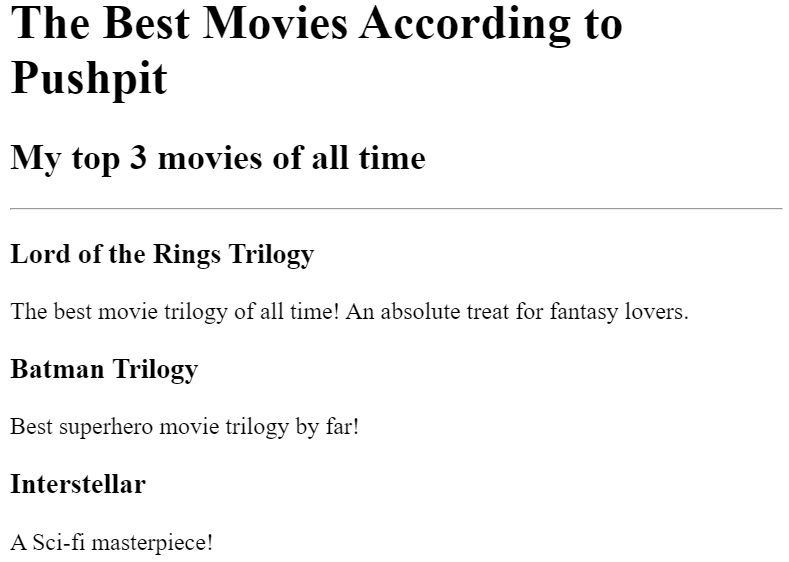 The Best Movies According to
Pushpit
My top 3 movies of all time
Lord of the Rings Trilogy
The best movie trilogy of all time! An absolute treat for fantasy lovers.
Batman Trilogy
Best superhero movie trilogy by far!
Interstellar
A Sci-fi masterpiece!